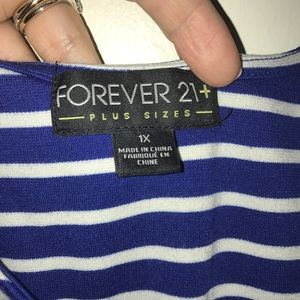 FOREVER 21+
PLUS SIZES
1X
MADE IN CHINA
FABRIQUÉ EN
CHINE